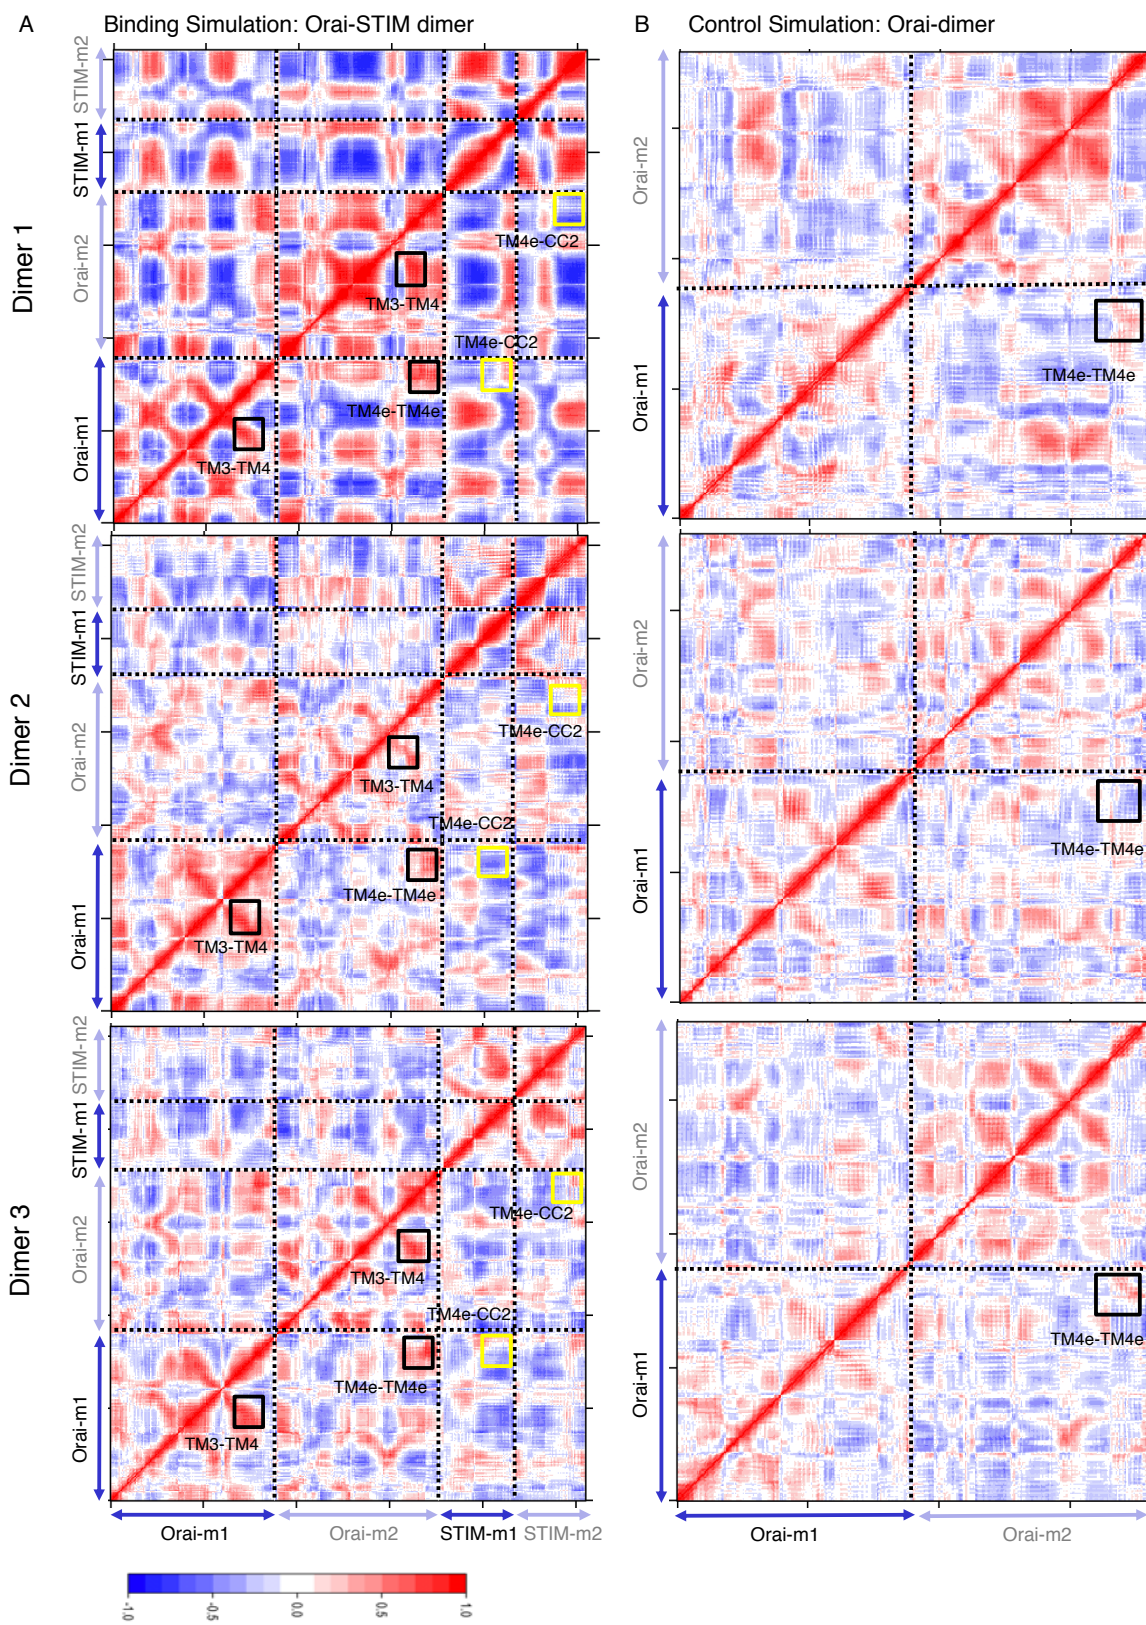 A Binding Simulation: Orai-STIM dimer
B Control Simulation: Orai-dimer
Dimer 1
STIM-m2
STIM-m1
Orai-m2
Orai-m1
TM4e-CC2
TM3-TM4
TM4e-CC2
TM4e-TM4e
TM3-TM4
Orai-m2
Orai-m1
TM4e-TM4e
Dimer 2
STIM-m2
STIM-m1
Orai-m2
Orai-m1
TM4e-CC2
TM3-TM4
TM4e-CC2
TM4e-TM4e
TM3-TM4
Orai-m2
Orai-m1
TM4e-TM4e
Dimer 3
STIM-m2
STIM-m1
Orai-m2
Orai-m1
TM4e-CC2
TM3-TM4
TM4e-CC2
TM4e-TM4e
TM3-TM4
Orai-m2
Orai-m1
TM4e-TM4e
Orai-m1 Orai-m2 STIM-m1 STIM-m2
Orai-m1 Orai-m2
-1.0 -0.5 0.0 0.5 1.0